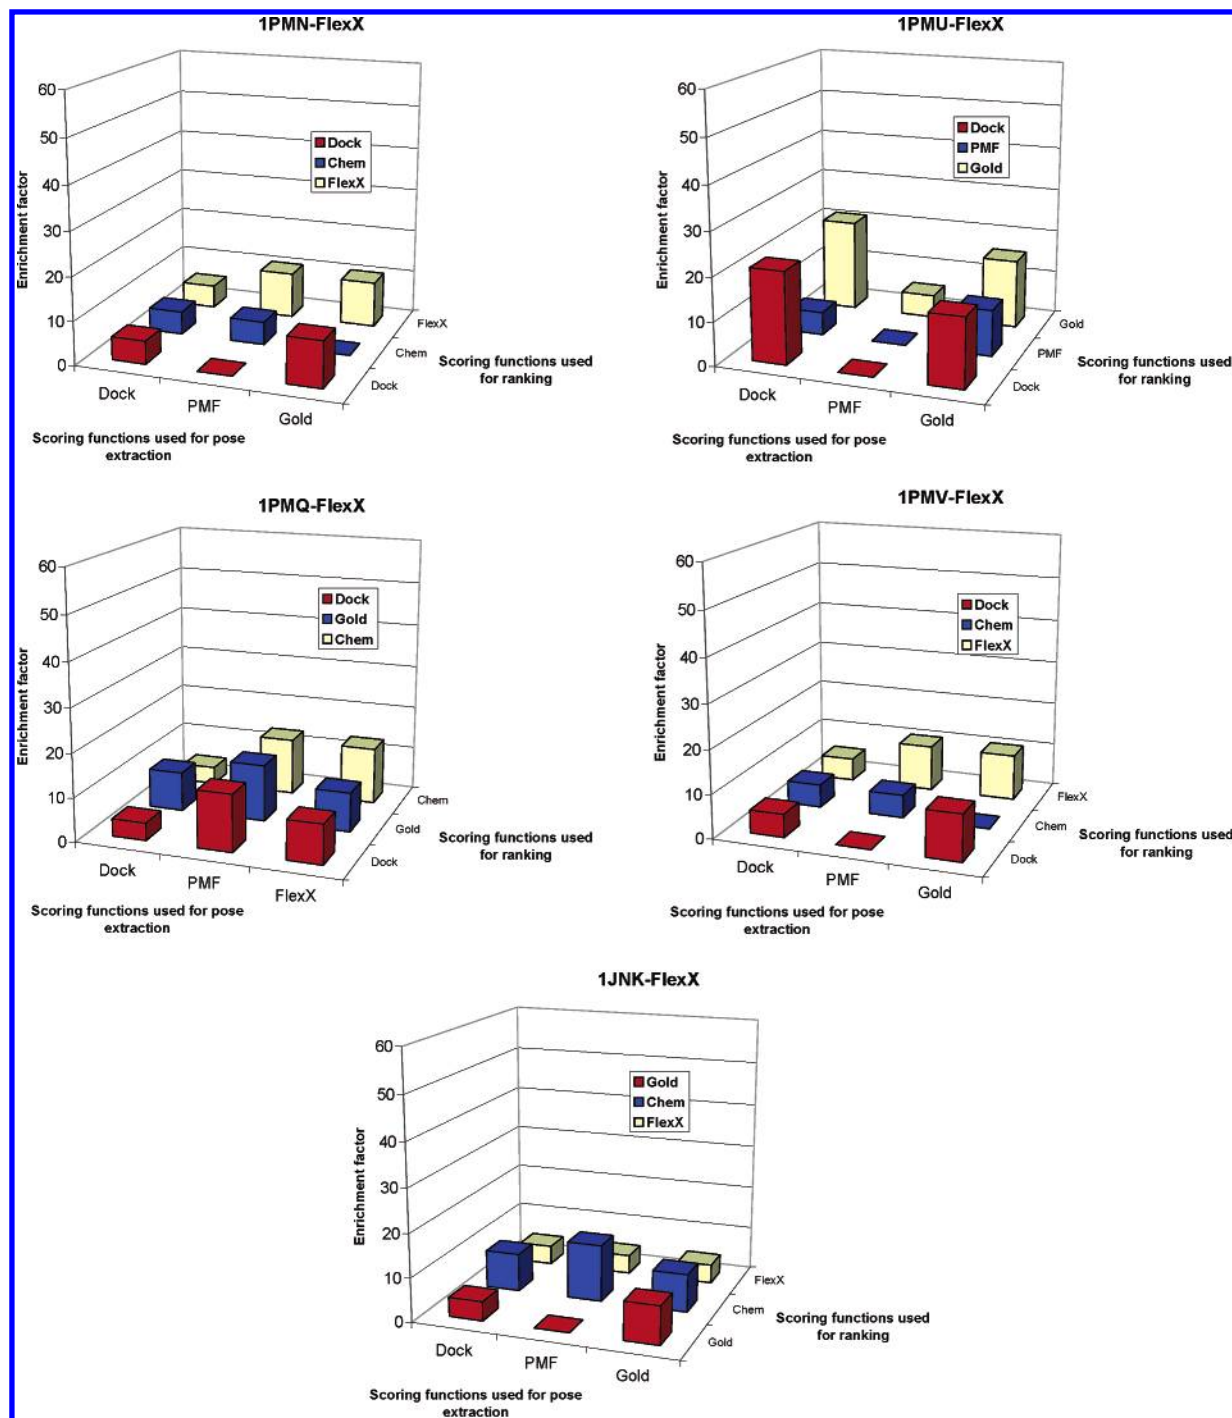 1PMN-FlexX
60
50
40
30
20
10
0
Enrichment factor
Dock
Chem
FlexX
FlexX
Chem
Dock
Dock
PMF
Gold
Scoring functions used
for ranking
Scoring functions used for pose
extraction
1PMU-FlexX
60
50
40
30
20
10
0
Enrichment factor
Dock
PMF
Gold
Gold
PMF
Dock
Dock
PMF
Gold
Scoring functions used
for ranking
Scoring functions used for pose
extraction
1PMQ-FlexX
60
50
40
30
20
10
0
Enrichment factor
Dock
Gold
Chem
Chem
Gold
Dock
Dock
PMF
FlexX
Scoring functions used
for ranking
Scoring functions used for pose
extraction
1PMV-FlexX
60
50
40
30
20
10
0
Enrichment factor
Dock
Chem
FlexX
FlexX
Chem
Dock
Dock
PMF
Gold
Scoring functions used
for ranking
Scoring functions used for pose
extraction
1JNK-FlexX
60
50
40
30
20
10
0
Enrichment factor
Gold
Chem
FlexX
FlexX
Chem
Gold
Dock
PMF
Gold
Scoring functions used
for ranking
Scoring functions used for pose
extraction